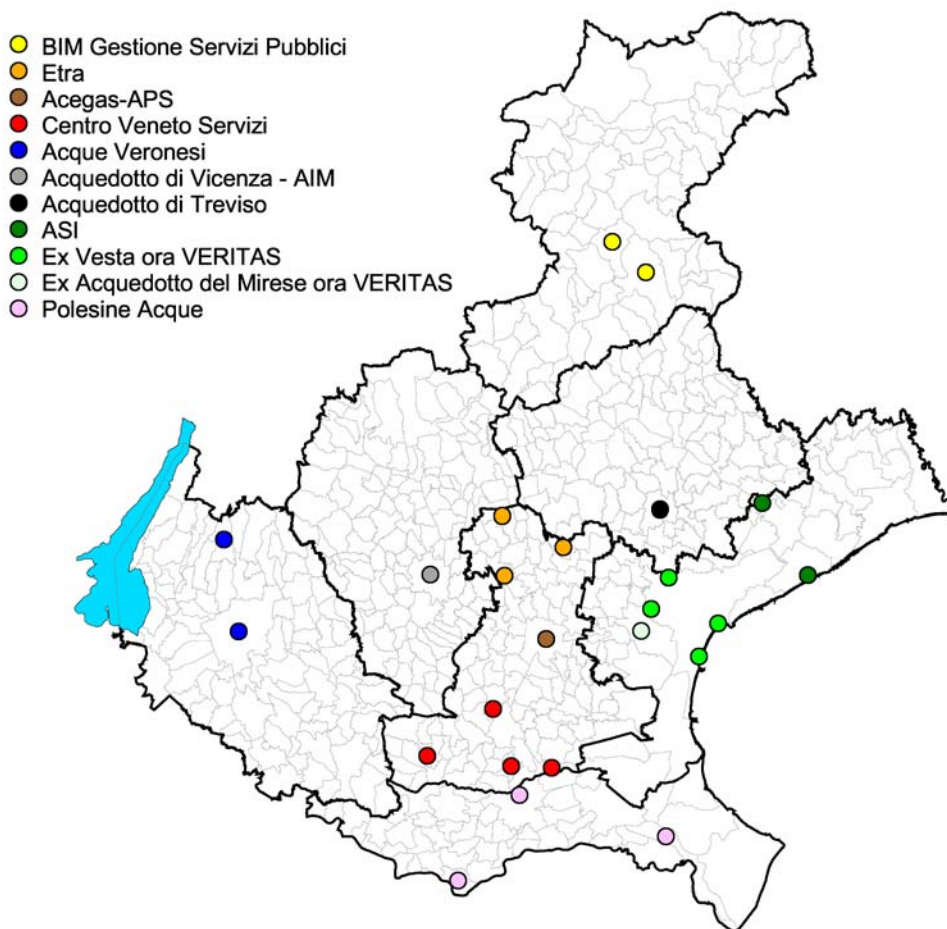 BIM Gestione Servizi Pubblici
Etra
Acegas-APS
Centro Veneto Servizi
Acque Veronesi
Acquedotto di Vicenza - AIM
Acquedotto di Treviso
ASI
Ex Vesta ora VERITAS
Ex Acquedotto del Mirese ora VERITAS
Polesine Acque